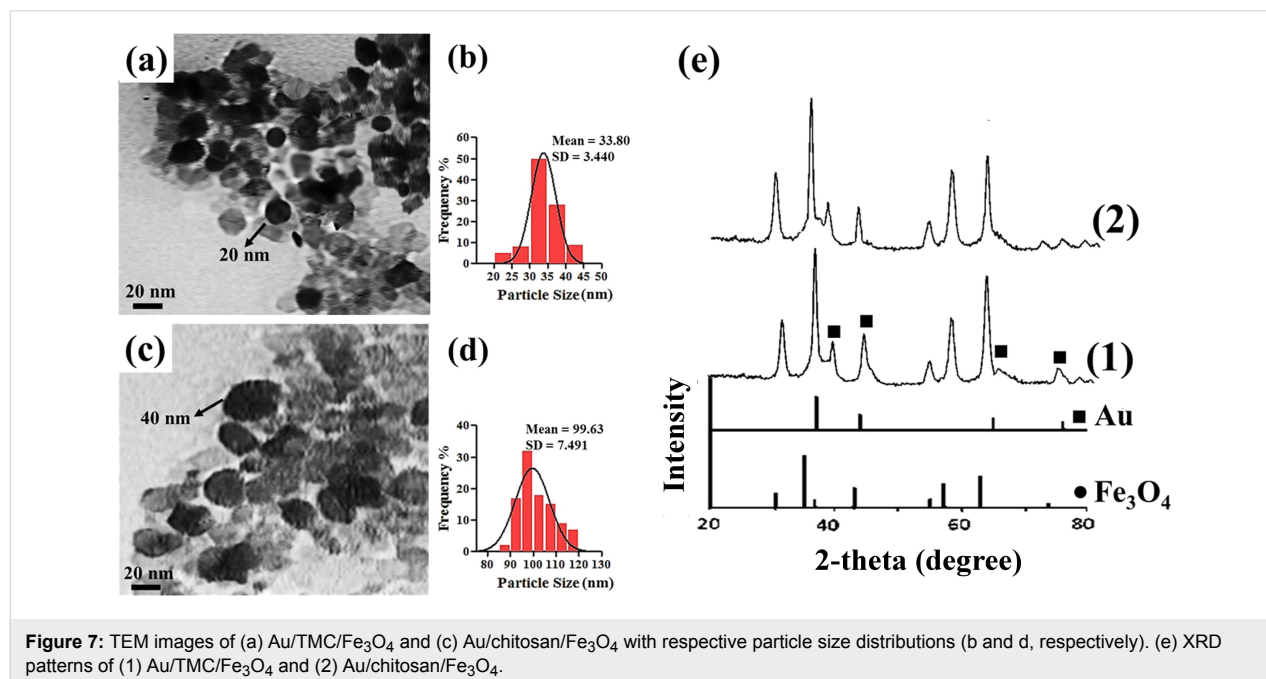 (a)
20 nm
20 nm
(b)
Mean = 33.80
SD = 3.440
Frequency %
60
50
40
30
20
10
0
20 25 30 35 40 45 50
Particle Size (nm)
(c)
40 nm
20 nm
(d)
Mean = 99.63
SD = 7.491
Frequency %
40
30
20
10
0
80 90 100 110 120 130
Particle Size (nm)
(e)
(2)
(1)
■ Au
● Fe₃O₄
Intensity
20 40 60 80
2-theta (degree)
Figure 7: TEM images of (a) Au/TMC/Fe₃O₄ and (c) Au/chitosan/Fe₃O₄ with respective particle size distributions (b and d, respectively). (e) XRD
patterns of (1) Au/TMC/Fe₃O₄ and (2) Au/chitosan/Fe₃O₄.